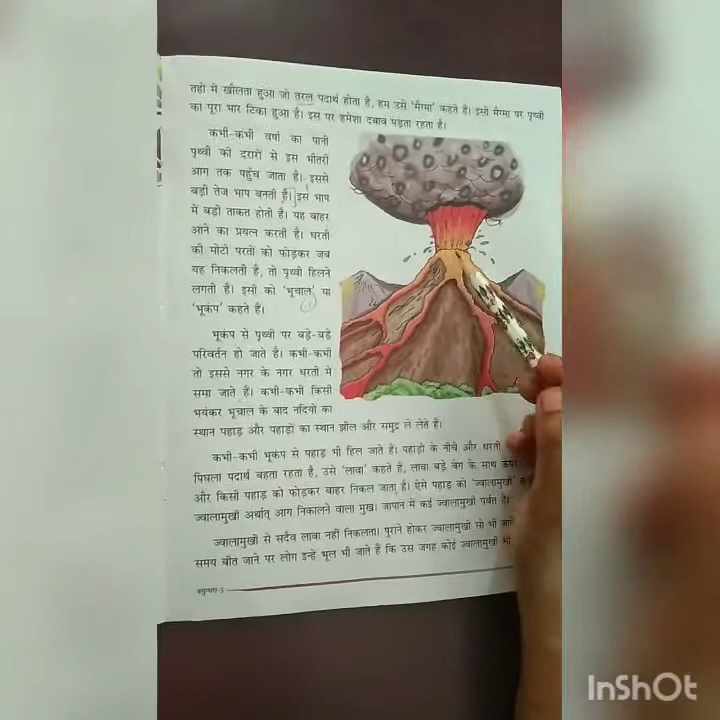 तहों में खौलता हुआ जो तरल पदार्थ होता है, हम उसे 'मैग्मा' कहते हैं। इसी मैग्मा पर पृथ्वी
का पूरा भार टिका हुआ है। इस पर हमेशा दबाव पड़ता रहता है।
कभी-कभी वर्षा का पानी
पृथ्वी की दरारों से इस भीतरी
आग तक पहुँच जाता है। इससे
बड़ी तेज भाप बनती है। इस भाप
में बड़ी ताकत होती है। यह बाहर
आने का प्रयत्न करती है। धरती
की मोटी परतों को फोड़कर जब
यह निकलती है, तो पृथ्वी हिलने
लगती है। इसी को 'भूचाल' या
'भूकंप' कहते हैं।
भूकंप से पृथ्वी पर बड़े-बड़े
परिवर्तन हो जाते हैं। कभी-कभी
तो इससे नगर के नगर धरती में
समा जाते हैं। कभी-कभी किसी
भयंकर भूचाल के बाद नदियों का
स्थान पहाड़ और पहाड़ों का स्थान झील और समुद्र ले लेते हैं।
कभी-कभी भूकंप से पहाड़ भी हिल जाते हैं। पहाड़ों के नीचे और धरती
पिघला पदार्थ बहता रहता है, उसे 'लावा' कहते हैं, लावा बड़े वेग के साथ ऊपर
और किसी पहाड़ को फोड़कर बाहर निकल जाता है। ऐसे पहाड़ को 'ज्वालामुखी'
ज्वालामुखी अर्थात् आग निकालने वाला मुख। जापान में कई ज्वालामुखी पर्वत हैं।
ज्वालामुखी से सदैव लावा नहीं निकलता। पुराने होकर ज्वालामुखी सो भी जाते
समय बीत जाने पर लोग इन्हें भूल भी जाते हैं कि उस जगह कोई ज्वालामुखी भी
InShOt